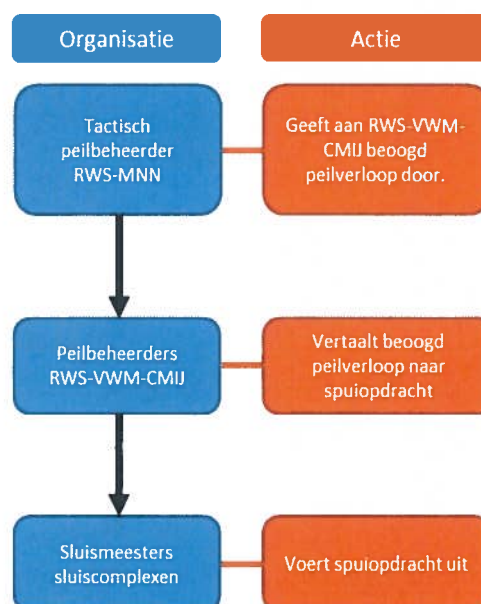 Organisatie
Actie
Tactisch
peilbeheerder
RWS-MNN
Geeft aan RWS-VWM-
CMIJ beoogd
peilverloop door.
Peilbeheerders
RWS-VWM-CMIJ
Vertaalt beoogd
peilverloop naar
spuiopdracht
Sluismeesters
sluiscomplexen
Voert spuiopdracht uit